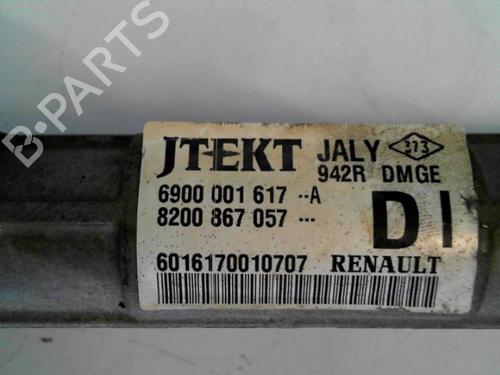 JTEKT JALY 373
942R DMGE
6900 001 617 --A
8200 867 057 ---
DI
6016170010707 RENAULT
B-PARTS